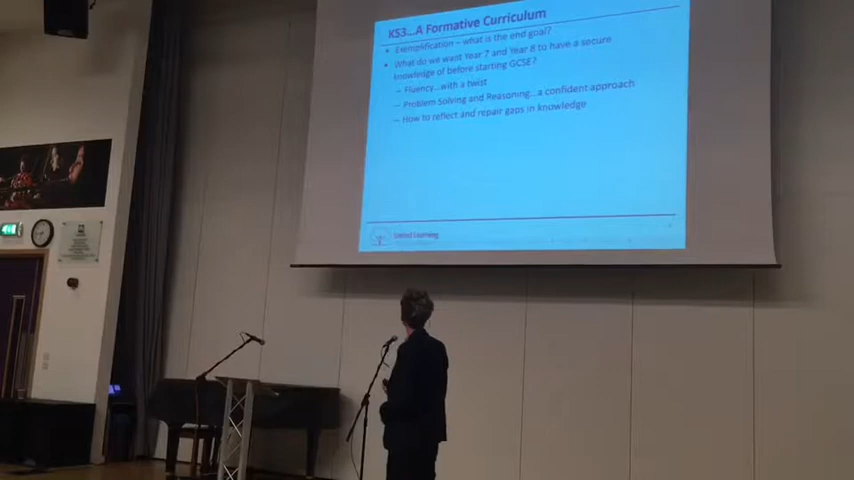 KS3...A Formative Curriculum
• Exemplification – what is the end goal?
• What do we want Year 7 and Year 8 to have a secure
knowledge of before starting GCSE?
– Fluency...with a twist
– Problem Solving and Reasoning...a confident approach
– How to reflect and repair gaps in knowledge
United Learning